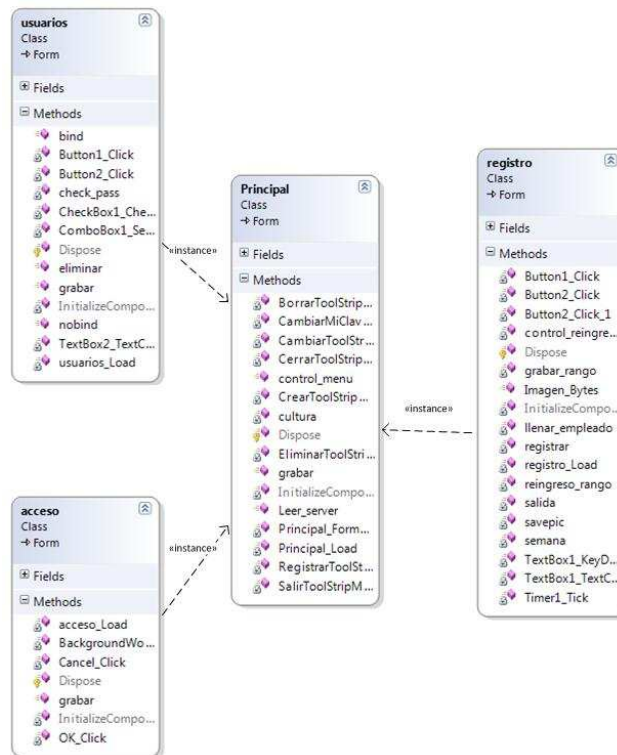 usuarios
Class
Form
Fields
Methods
bind
Button1_Click
Button2_Click
check_pass
CheckBox1_Che...
ComboBox1_Se...
Dispose
eliminar
grabar
InitializeCompo...
nobind
TextBox2_TextC...
usuarios_Load
«instance»
Principal
Class
Form
Fields
Methods
BorrarToolStrip...
CambiarMiClav...
CambiarToolStr...
CerrarToolStrip...
control_menu
CrearToolStrip...
cultura
Dispose
EliminarToolStri...
grabar
InitializeCompo...
Leer_server
Principal_Form...
Principal_Load
RegistrarToolSt...
SalirToolStripM...
«instance»
registro
Class
Form
Fields
Methods
Button1_Click
Button2_Click
Button2_Click_1
control_reingre...
Dispose
grabar_rango
Imagen_Bytes
InitializeCompo...
llenar_empleado
registrar
registro_Load
reingreso_rango
salida
savepic
semana
TextBox1_KeyD...
TextBox1_TextC...
Timer1_Tick
acceso
Class
Form
Fields
Methods
acceso_Load
BackgroundWo...
Cancel_Click
Dispose
grabar
InitializeCompo...
OK_Click
«instance»